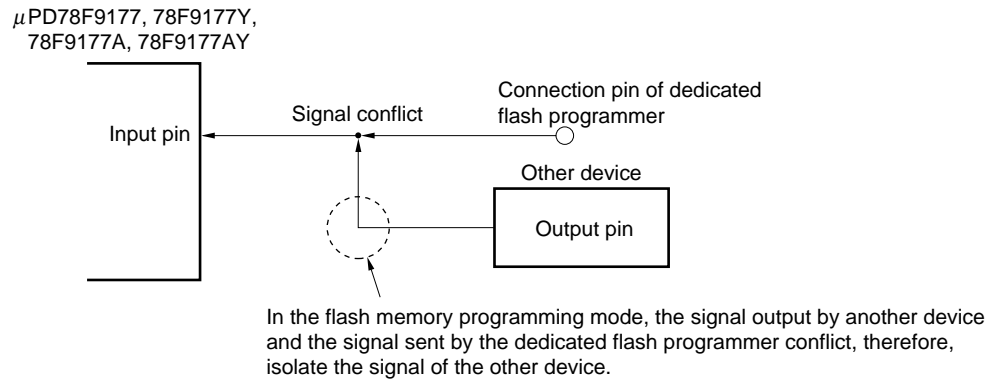 μPD78F9177, 78F9177Y,
78F9177A, 78F9177AY
Connection pin of dedicated
flash programmer
Signal conflict
Input pin
Other device
Output pin
In the flash memory programming mode, the signal output by another device
and the signal sent by the dedicated flash programmer conflict, therefore,
isolate the signal of the other device.